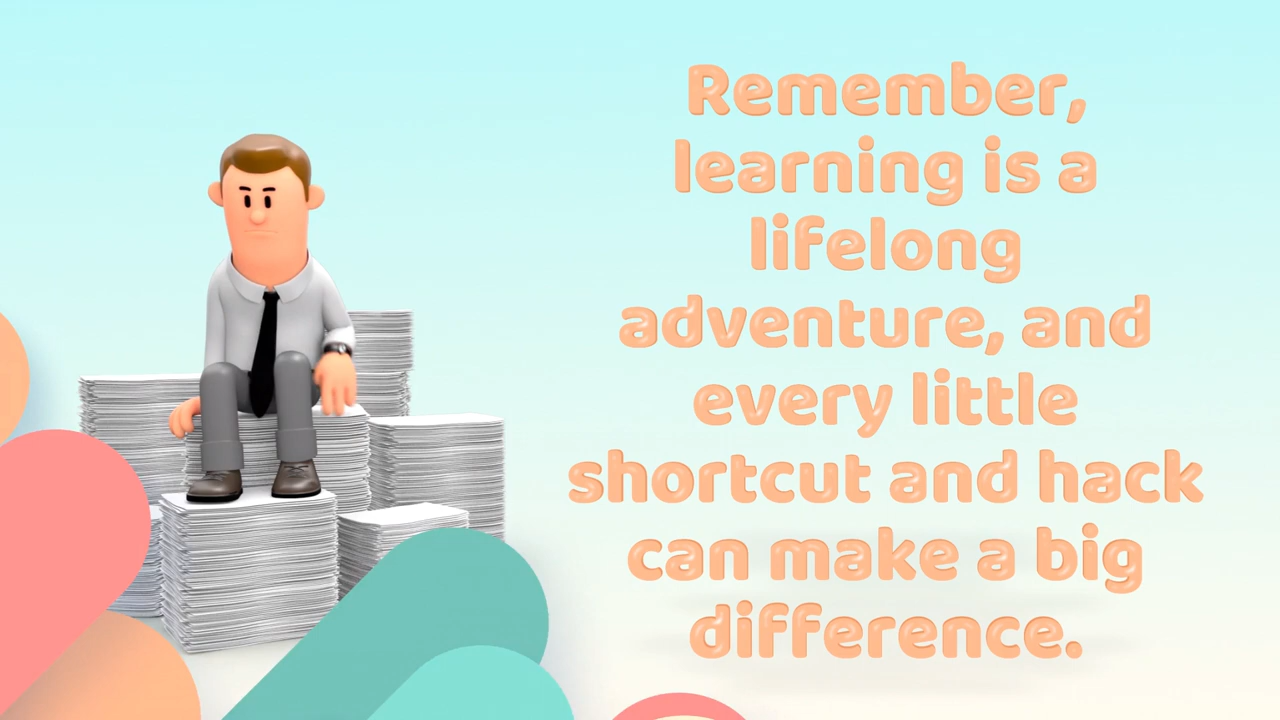 Remember,
learning is a
lifelong
adventure, and
every little
shortcut and hack
can make a big
difference.